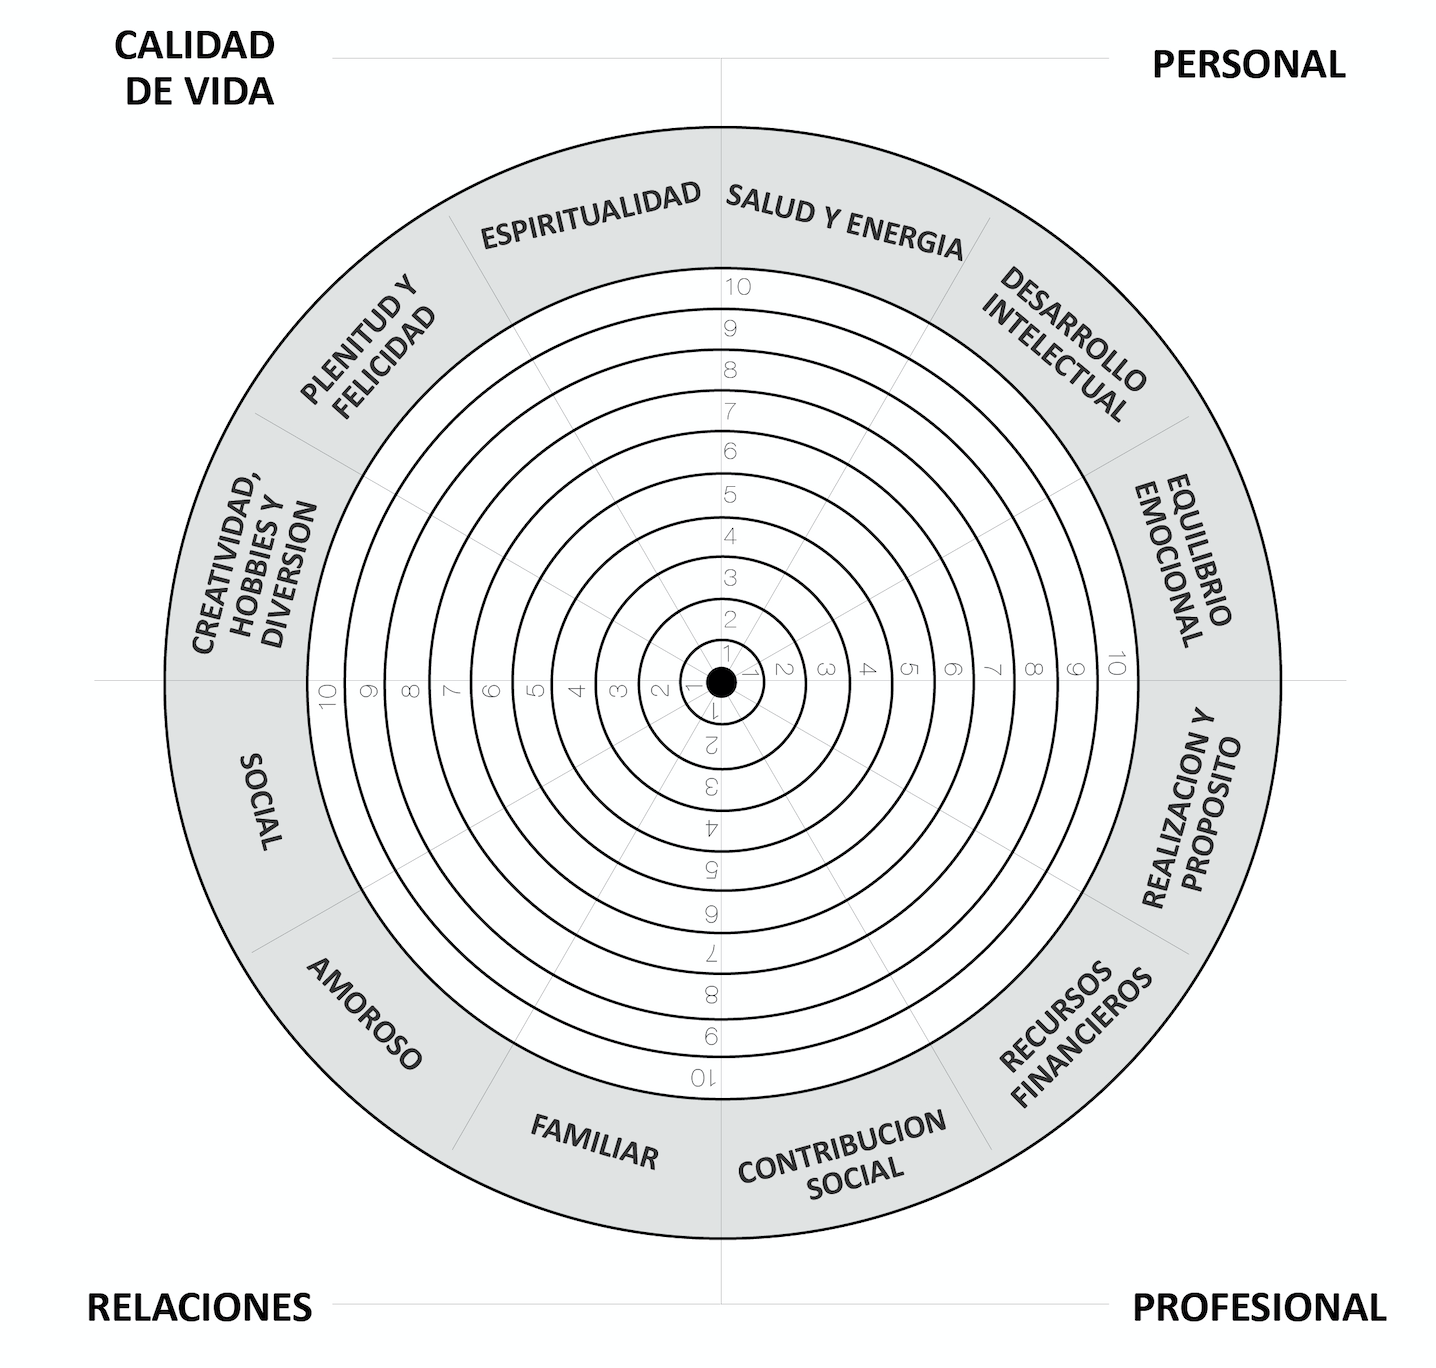 CALIDAD
DE VIDA
PERSONAL
ESPIRITUALIDAD
SALUD Y ENERGIA
DESARROLLO
INTELECTUAL
EQUILIBRIO
EMOCIONAL
REALIZACION Y
PROPOSITO
RECURSOS
FINANCIEROS
CONTRIBUCION
SOCIAL
FAMILIAR
AMOROSO
SOCIAL
CREATIVIDAD,
HOBBIES Y
DIVERSION
PLENITUD Y
FELICIDAD
10
9
8
7
6
5
4
3
2
1
1 2 3 4 5 6 7 8 9 10
1
2
3
4
5
6
7
8
9
10
10 9 8 7 6 5 4 3 2 1
RELACIONES
PROFESIONAL